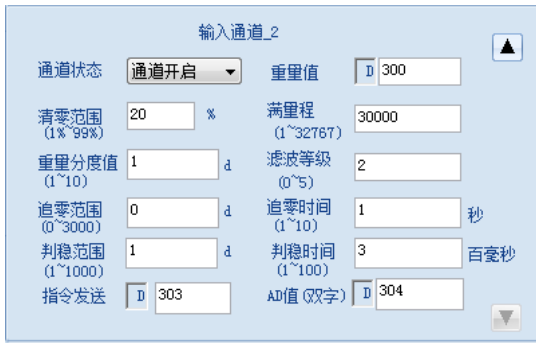 输入通道_2
通道状态 通道开启 重量值 D 300
清零范围 20 % 满量程 30000
(1%~99%) (1~32767)
重量分度值 1 d 滤波等级 2
(1~10) (0~5)
追零范围 0 d 追零时间 1 秒
(0~3000) (1~10)
判稳范围 1 d 判稳时间 3 百毫秒
(1~1000) (1~100)
指令发送 D 303 AD值(双字) D 304